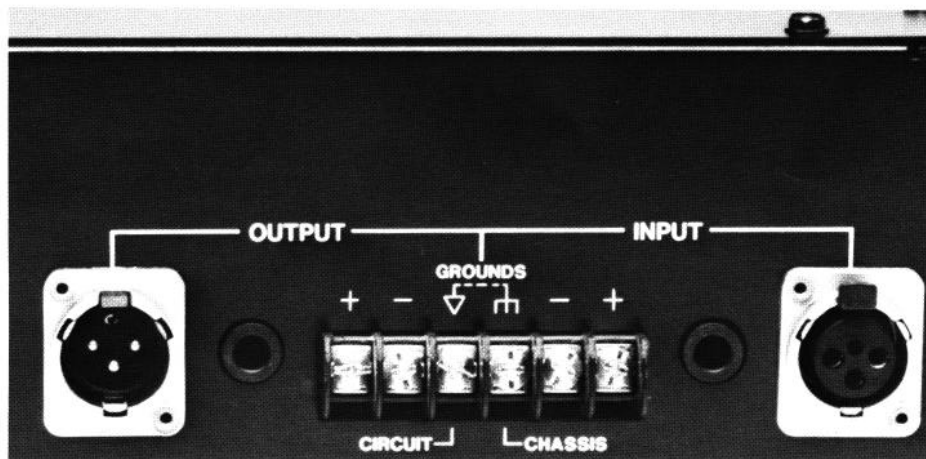 OUTPUT INPUT
GROUNDS
+ − − +
CIRCUIT CHASSIS